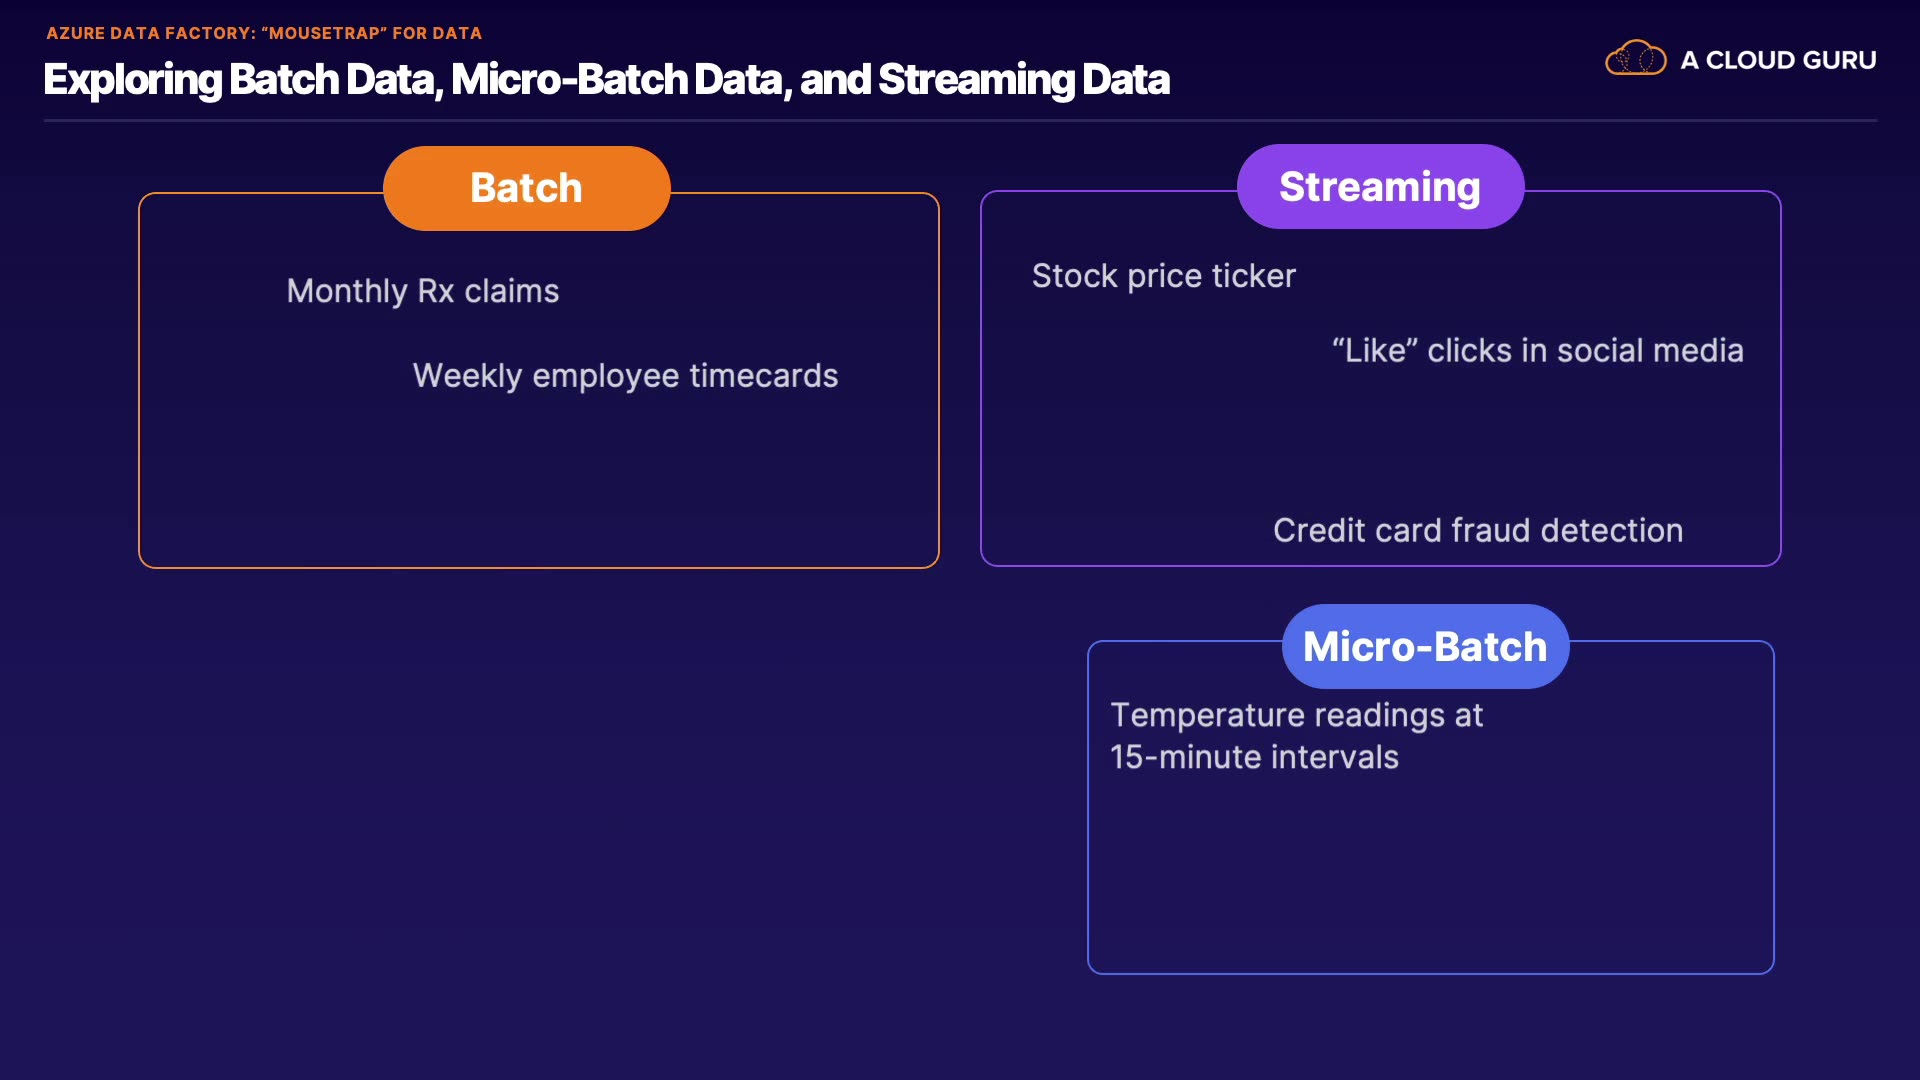 AZURE DATA FACTORY: “MOUSETRAP” FOR DATA
Exploring Batch Data, Micro-Batch Data, and Streaming Data
A CLOUD GURU
Batch
Monthly Rx claims
Weekly employee timecards
Streaming
Stock price ticker
“Like” clicks in social media
Credit card fraud detection
Micro-Batch
Temperature readings at
15-minute intervals